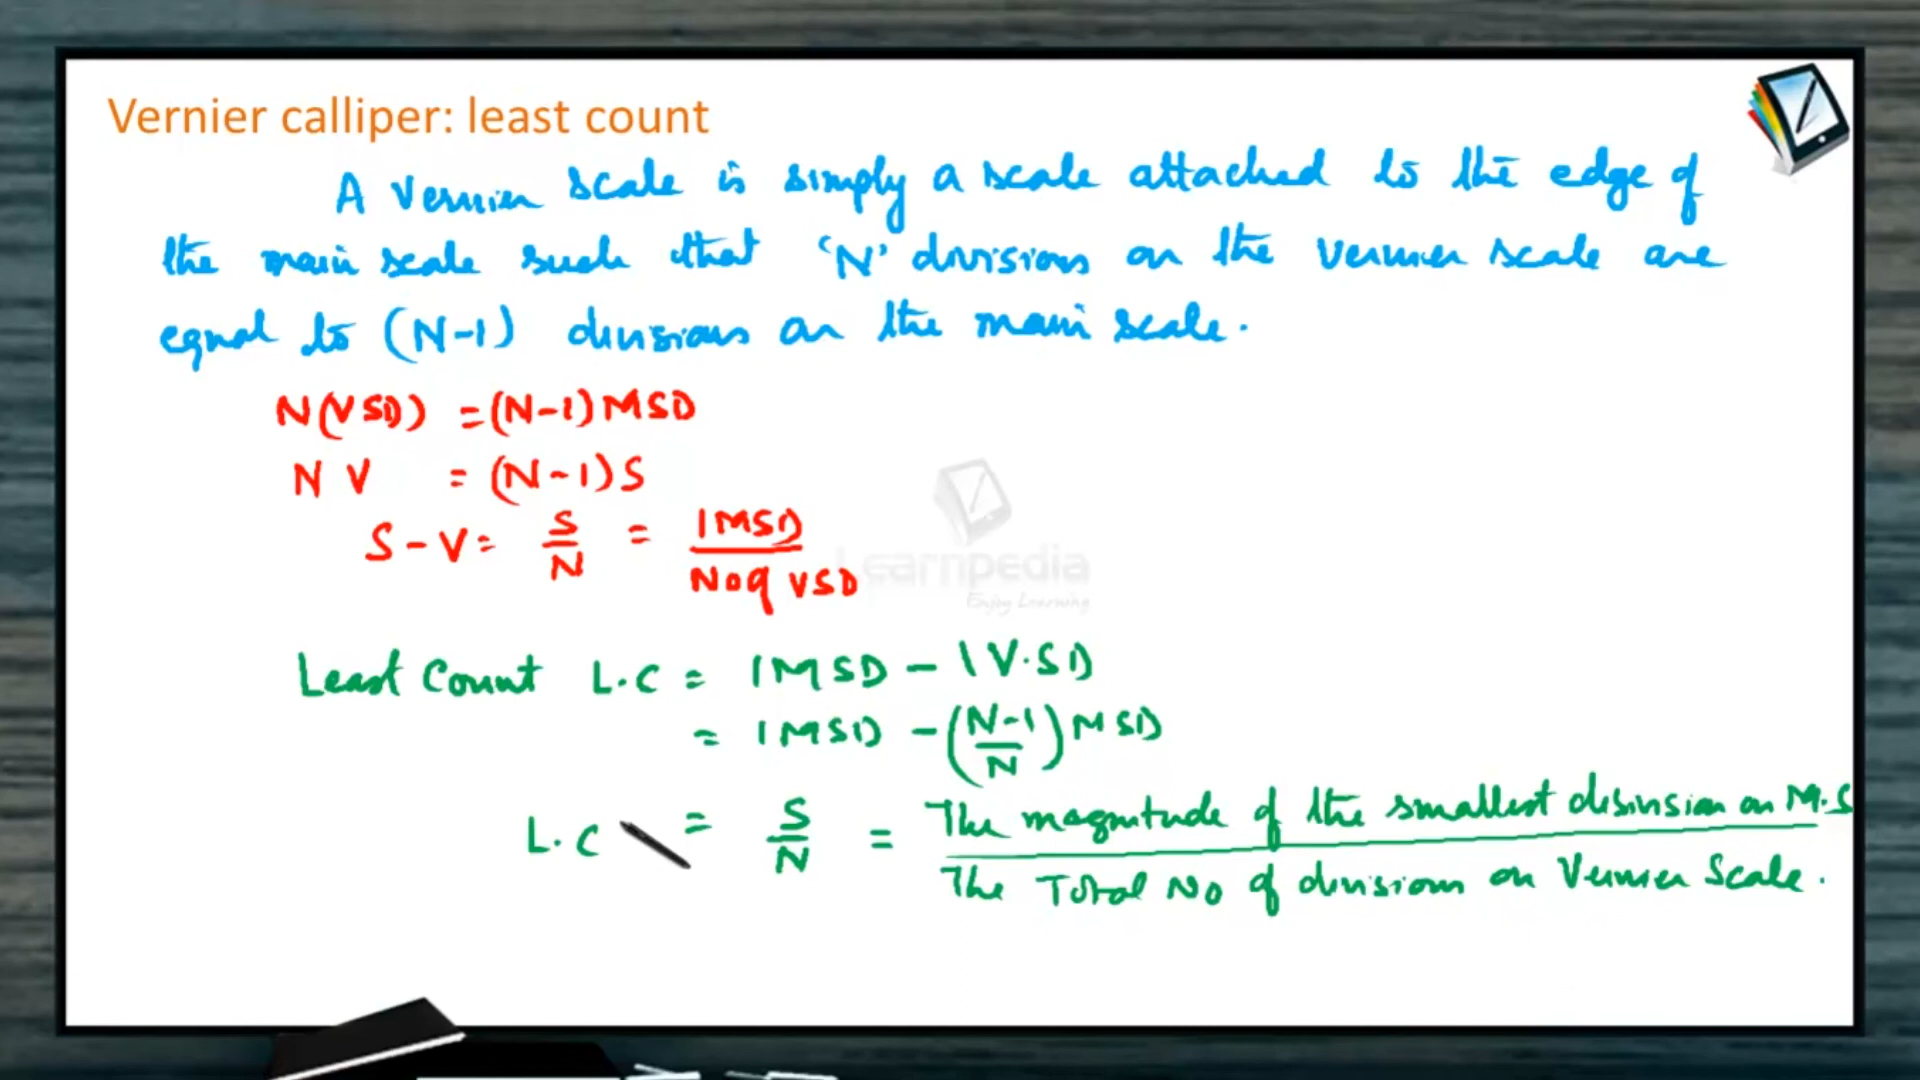 Vernier calliper: least count
A Vernier scale is simply a scale attached to the edge of
the main scale such that 'N' divisions on the vernier scale are
equal to (N-1) divisions on the main scale.
N(VSD) = (N-1) MSD
N V = (N-1) S
S - V = S/N = 1MSD/No of VSD
Learnpedia
Enjoy Learning
Least Count L.C = 1MSD - 1V.SD
= 1MSD - (N-1/N) MSD
L.C = S/N = The magnitude of the smallest division on M.S
The Total No of divisions on Vernier Scale.